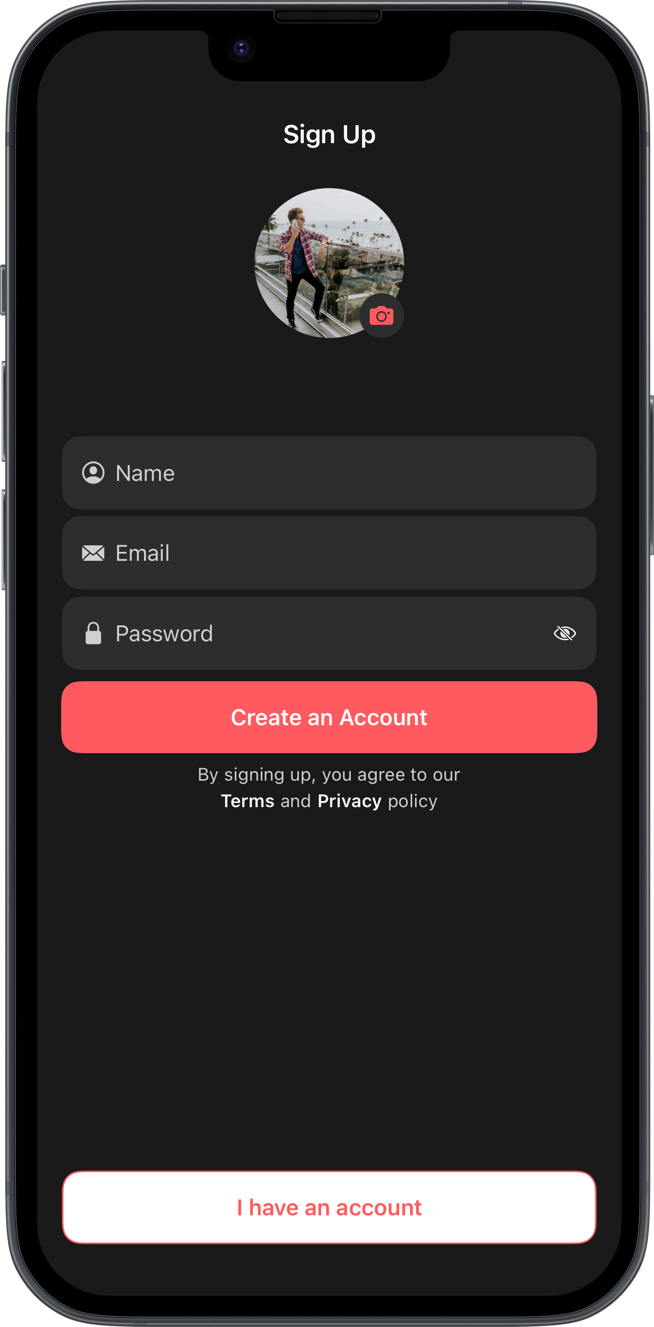 Sign Up
Name
Email
Password
Create an Account
By signing up, you agree to our
Terms and Privacy policy
I have an account